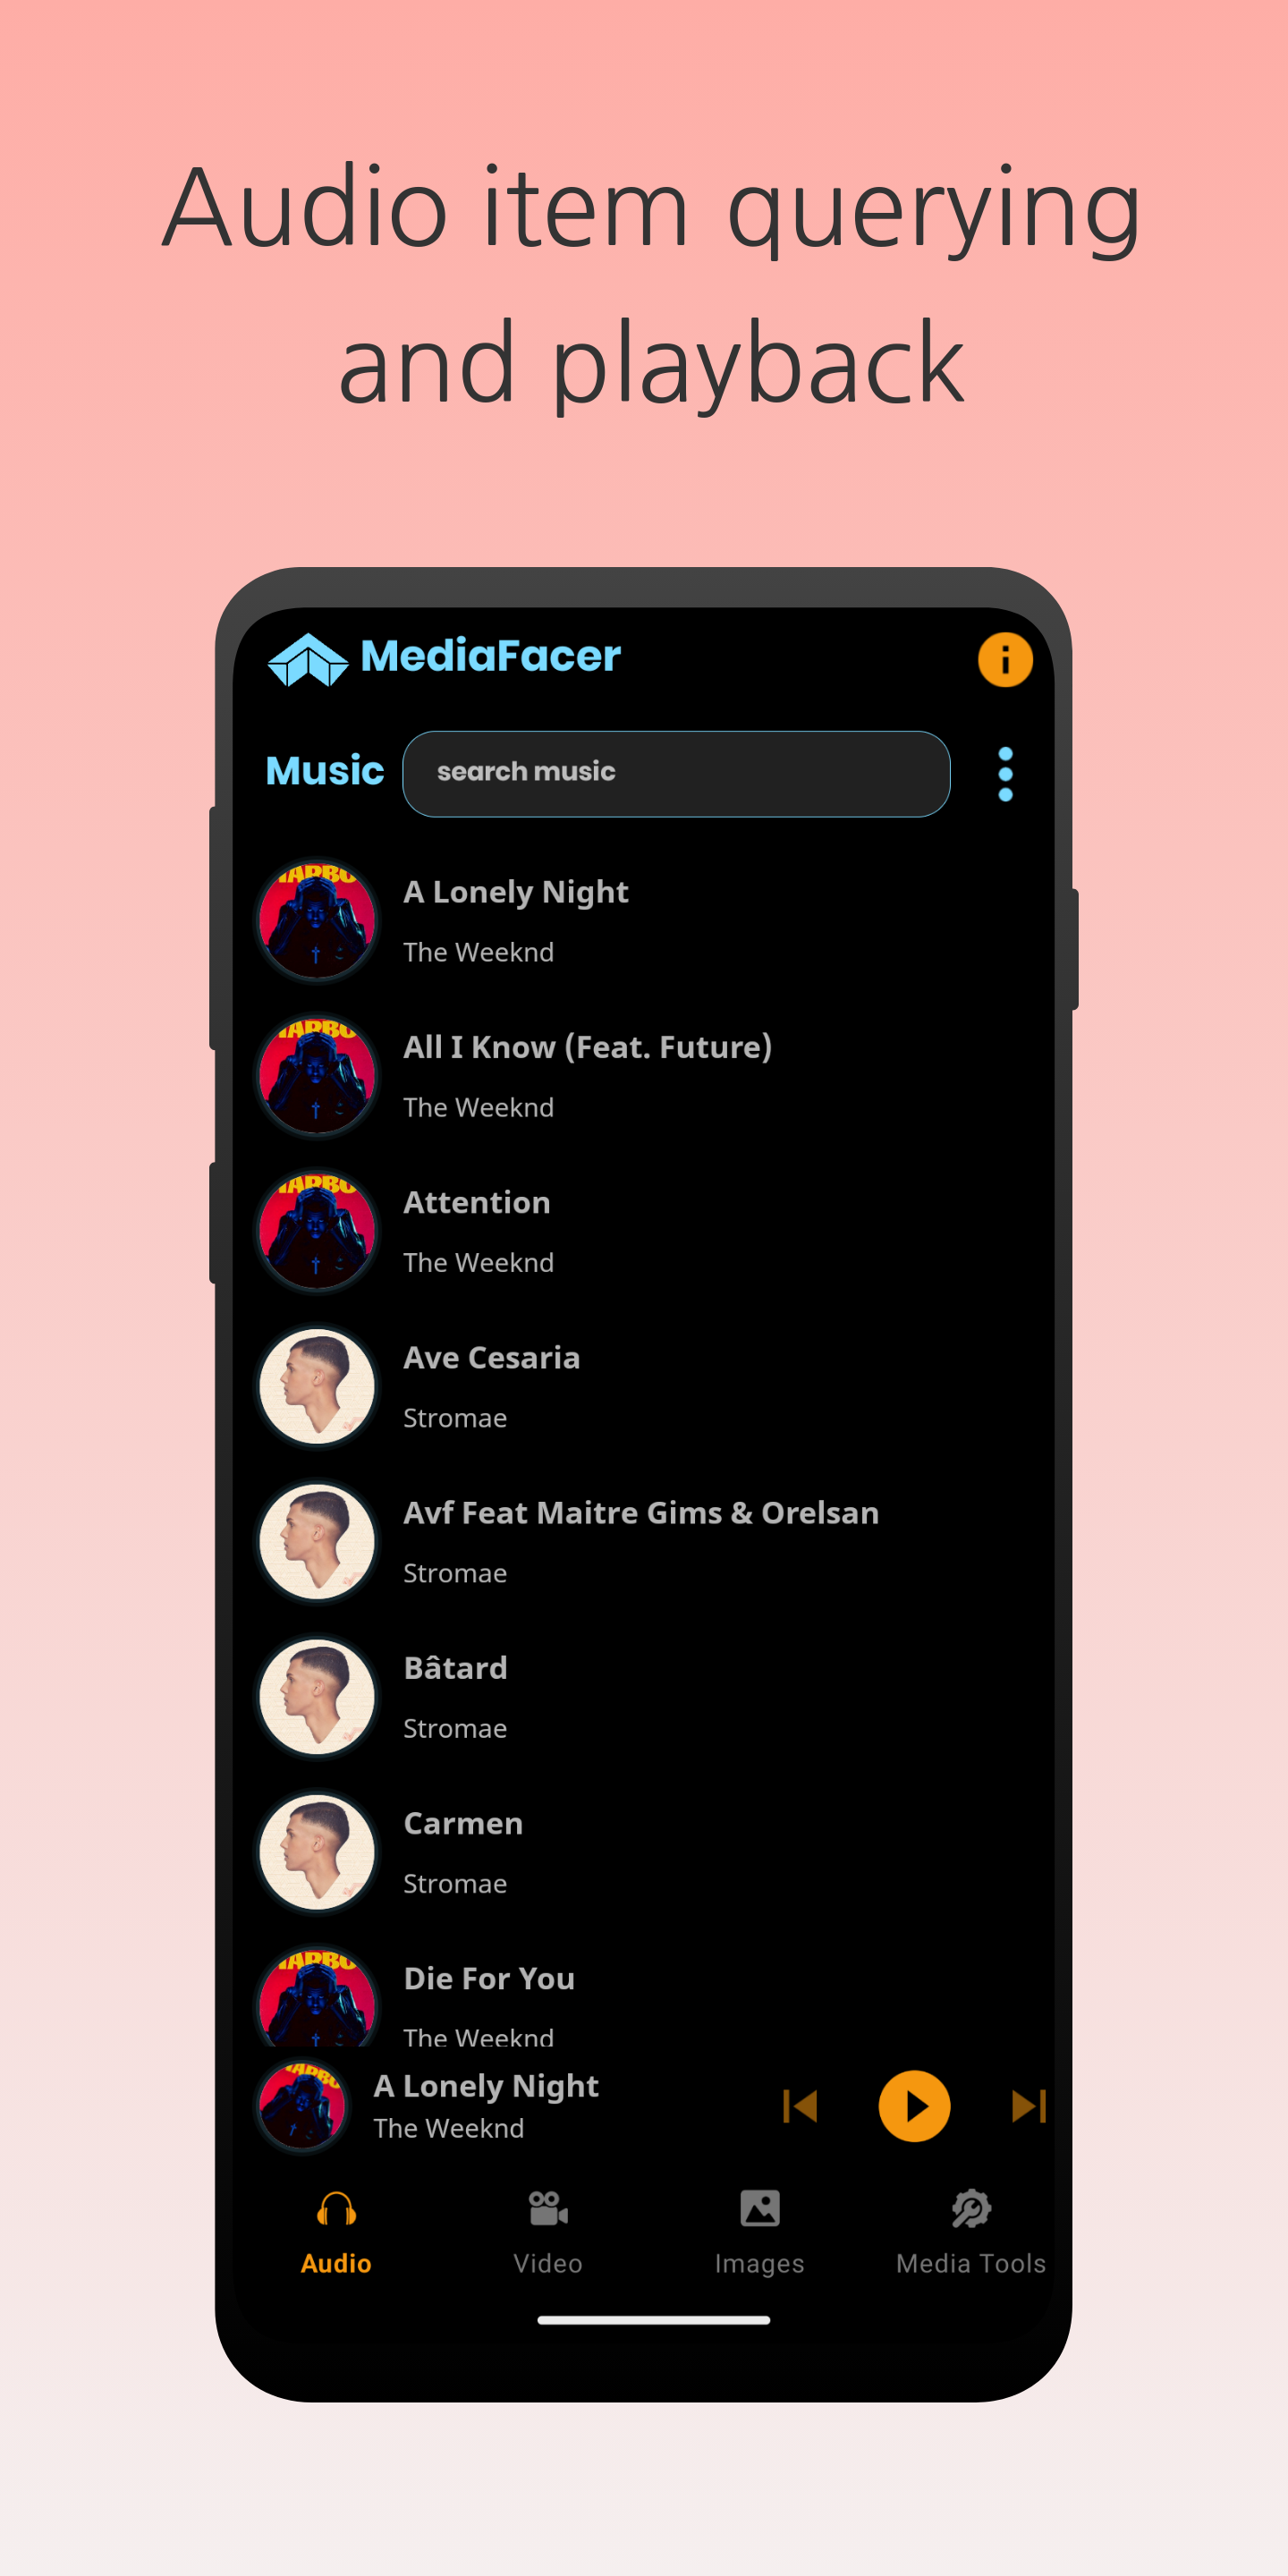 Audio item querying
and playback
MediaFacer
i
Music
search music
A Lonely Night
The Weeknd
All I Know (Feat. Future)
The Weeknd
Attention
The Weeknd
Ave Cesaria
Stromae
Avf Feat Maitre Gims & Orelsan
Stromae
Bâtard
Stromae
Carmen
Stromae
Die For You
The Weeknd
A Lonely Night
The Weeknd
Audio
Video
Images
Media Tools